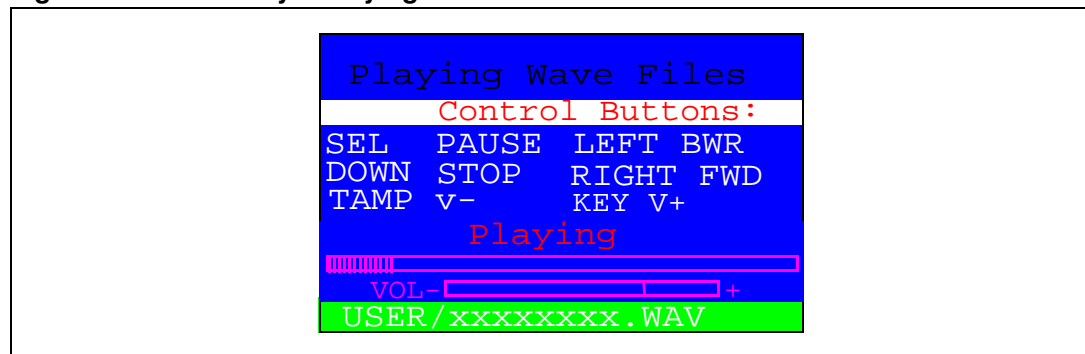 Playing Wave Files
Control Buttons:
SEL PAUSE LEFT BWR
DOWN STOP RIGHT FWD
TAMP v- KEY V+
Playing
VOL- +
USER/xxxxxxxx.WAV